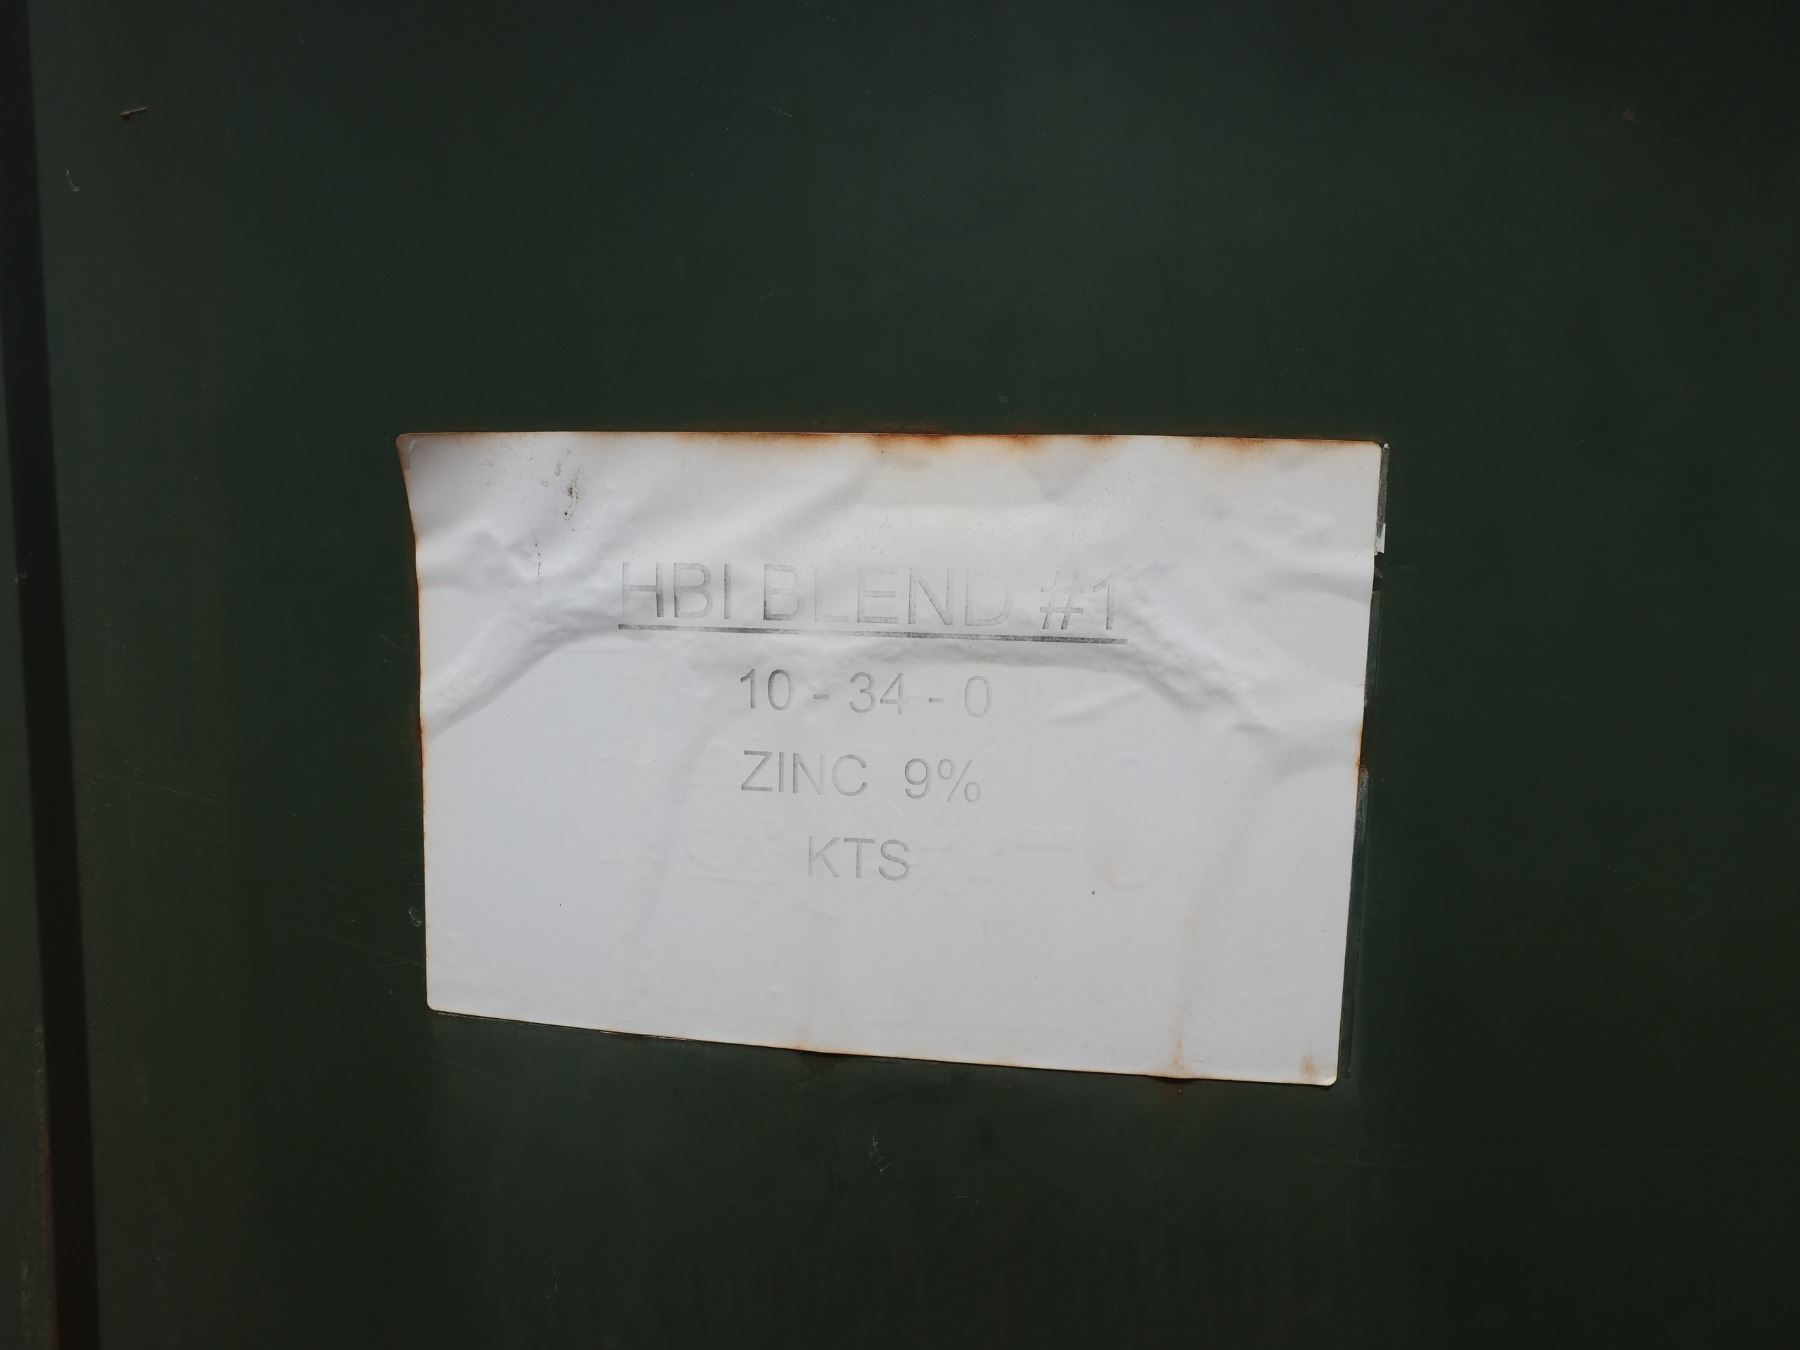 HBI BLEND #1
10 - 34 - 0
ZINC 9%
KTS